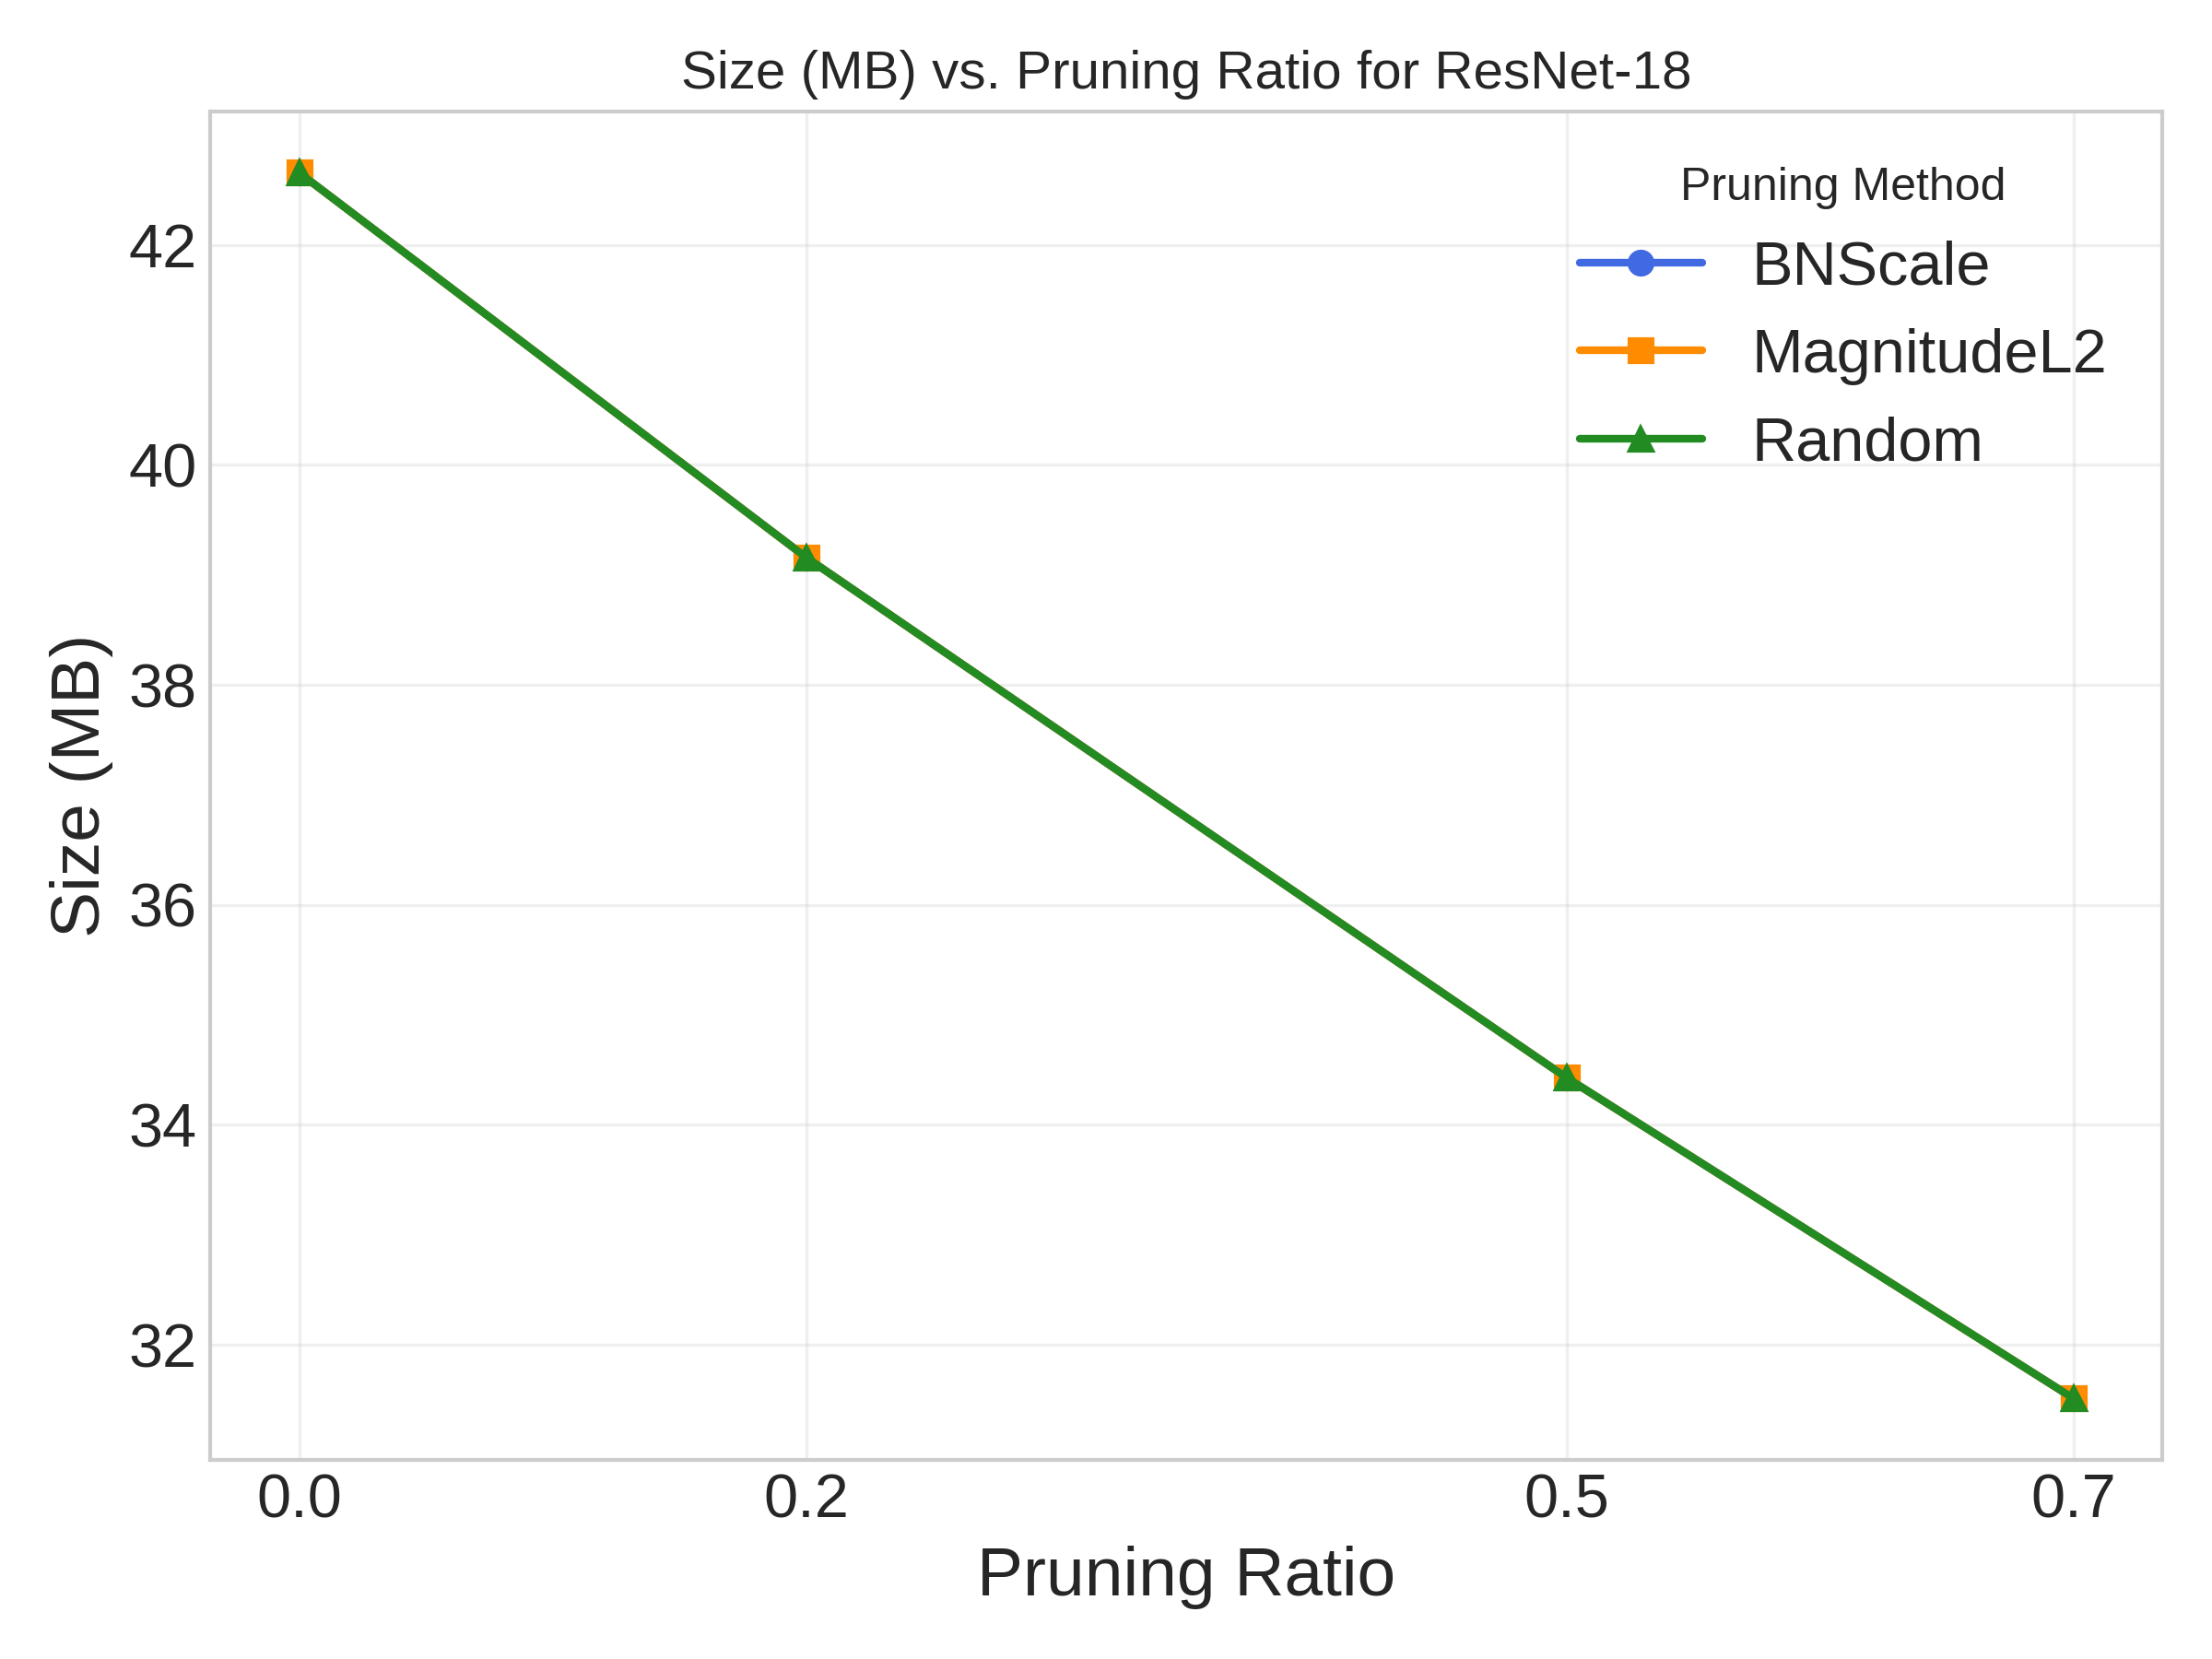 Size (MB) vs. Pruning Ratio for ResNet-18
Pruning Method
BNScale
MagnitudeL2
Random
Size (MB)
42
40
38
36
34
32
0.0 0.2 0.5 0.7
Pruning Ratio